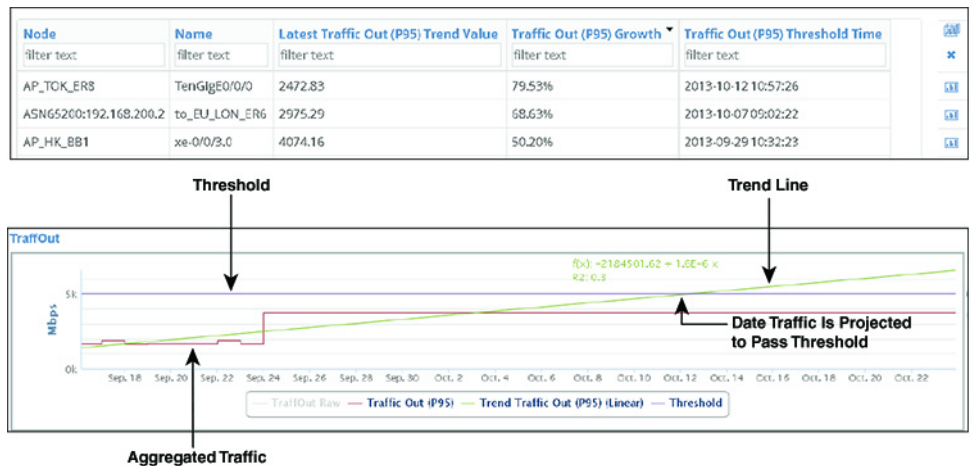 Node Name Latest Traffic Out (P95) Trend Value Traffic Out (P95) Growth Traffic Out (P95) Threshold Time
filter text filter text filter text filter text filter text
AP_TOK_ER8 TenGigE0/0/0 2472.83 79.53% 2013-10-12 10:57:26
ASN65200:192.168.200.2 to_EU_LON_ER6 2975.29 68.63% 2013-10-07 09:02:22
AP_HK_BB1 xe-0/0/3.0 4074.16 50.20% 2013-09-29 10:32:23
Threshold Trend Line
TraffOut
f(x): -2184501.62 + 1.6E-6 x
R2: 0.8
5k
Mbps
Date Traffic Is Projected
to Pass Threshold
0k
Sep. 18 Sep. 20 Sep. 22 Sep. 24 Sep. 26 Sep. 28 Sep. 30 Oct. 2 Oct. 4 Oct. 6 Oct. 8 Oct. 10 Oct. 12 Oct. 14 Oct. 16 Oct. 18 Oct. 20 Oct. 22
TraffOut Raw Traffic Out (P95) Trend Traffic Out (P95) (Linear) Threshold
Aggregated Traffic